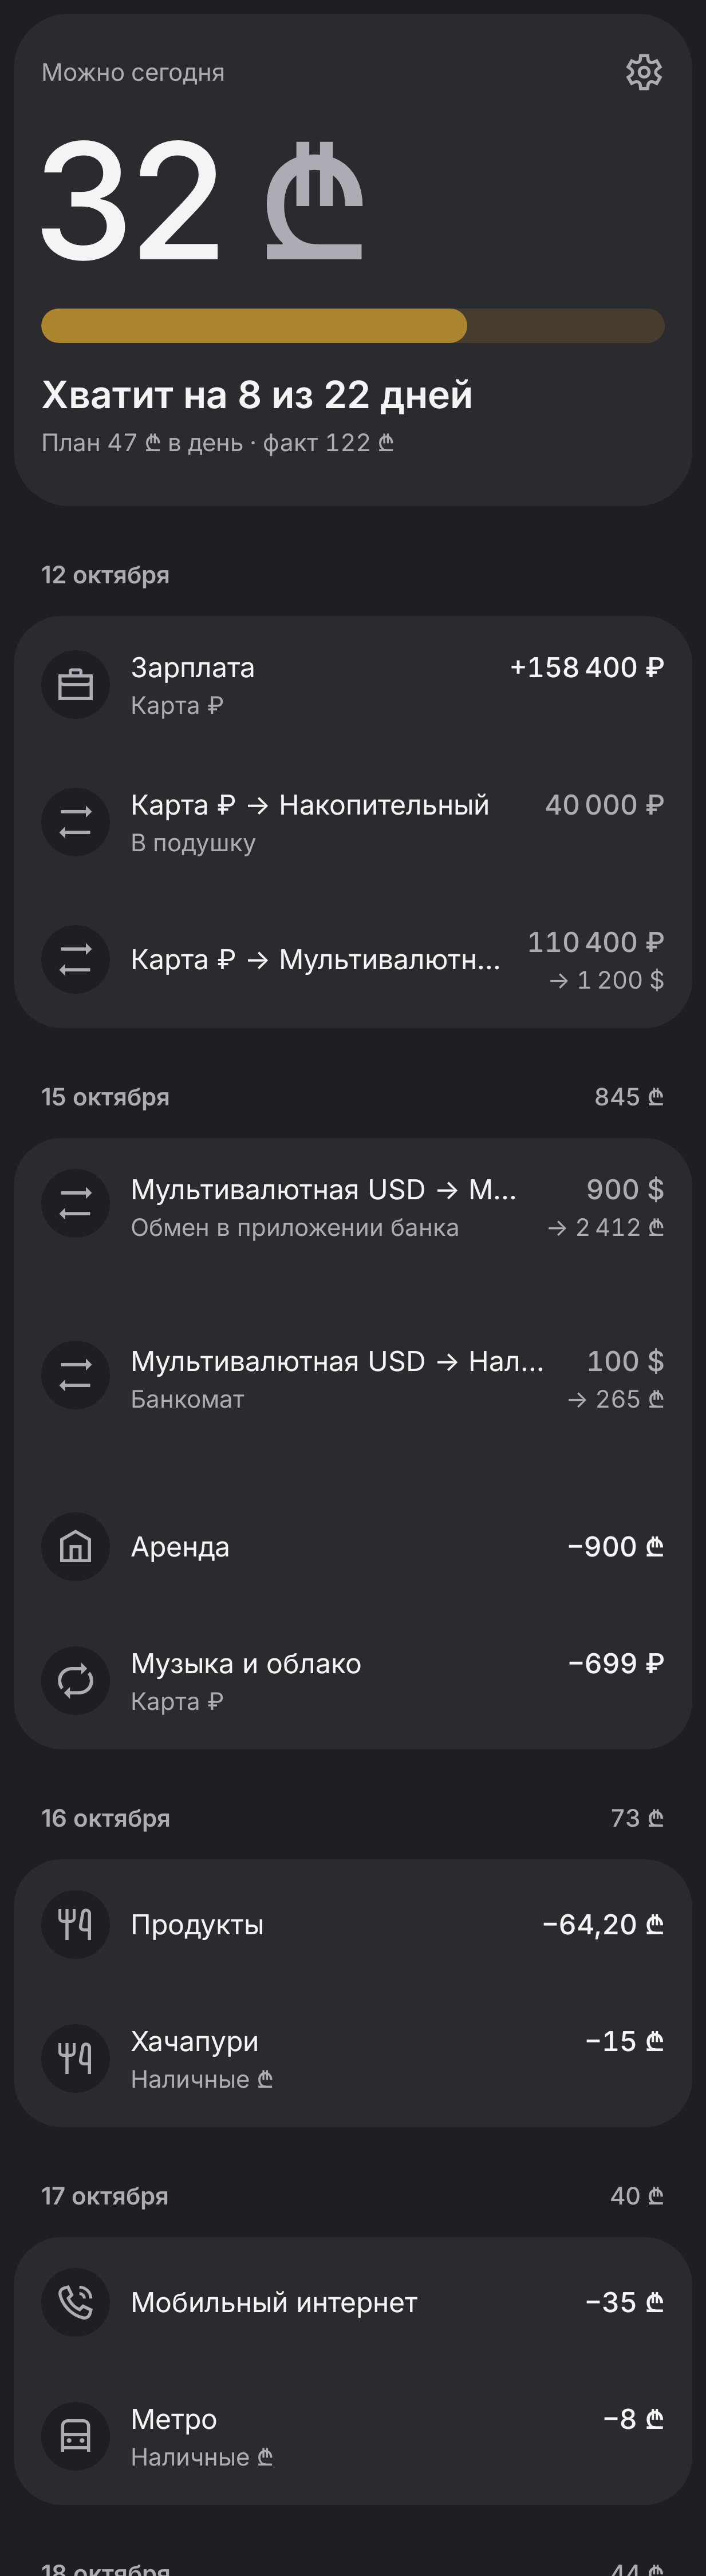 Можно сегодня
32 ₾
Хватит на 8 из 22 дней
План 47 ₾ в день · факт 122 ₾
12 октября
Зарплата +158 400 ₽
Карта ₽
Карта ₽ → Накопительный 40 000 ₽
В подушку
Карта ₽ → Мультивалютн... 110 400 ₽
→ 1 200 $
15 октября 845 ₾
Мультивалютная USD → М... 900 $
Обмен в приложении банка → 2 412 ₾
Мультивалютная USD → Нал... 100 $
Банкомат → 265 ₾
Аренда −900 ₾
Музыка и облако −699 ₽
Карта ₽
16 октября 73 ₾
Продукты −64,20 ₾
Хачапури −15 ₾
Наличные ₾
17 октября 40 ₾
Мобильный интернет −35 ₾
Метро −8 ₾
Наличные ₾
18 октября 44 ₾